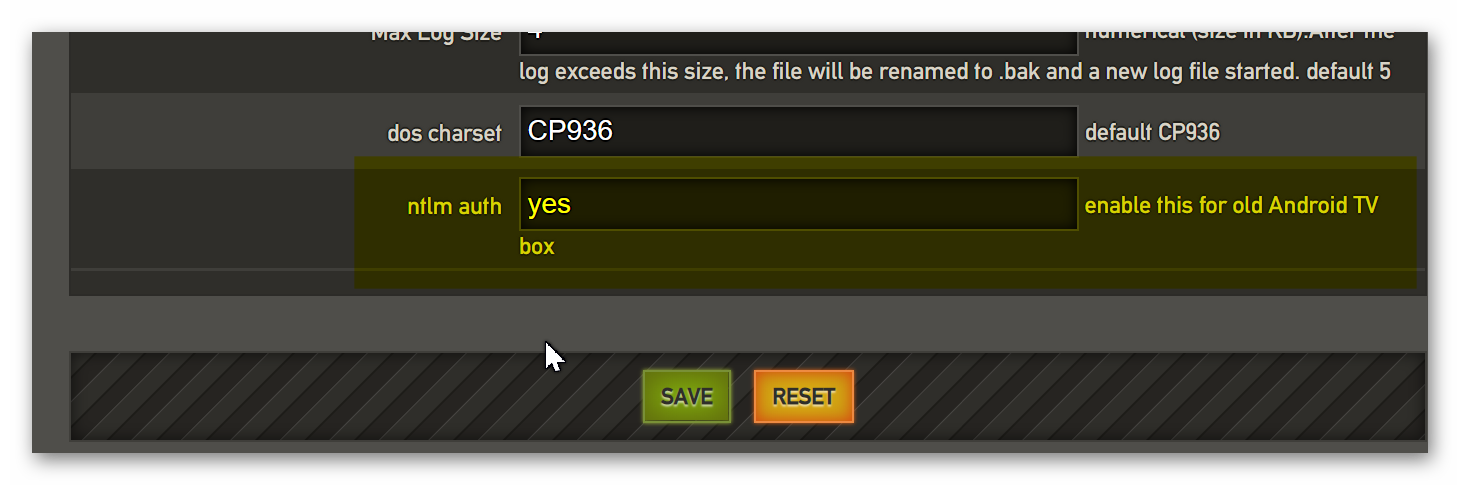 Max Log Size 4 numerical (size in KB).After the
log exceeds this size, the file will be renamed to .bak and a new log file started. default 5
dos charset CP936 default CP936
ntlm auth yes enable this for old Android TV
box
SAVE RESET